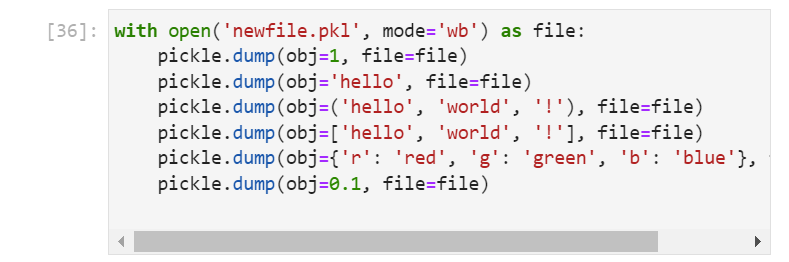 [36]: with open('newfile.pkl', mode='wb') as file:
    pickle.dump(obj=1, file=file)
    pickle.dump(obj='hello', file=file)
    pickle.dump(obj=('hello', 'world', '!'), file=file)
    pickle.dump(obj=['hello', 'world', '!'], file=file)
    pickle.dump(obj={'r': 'red', 'g': 'green', 'b': 'blue'},
    pickle.dump(obj=0.1, file=file)